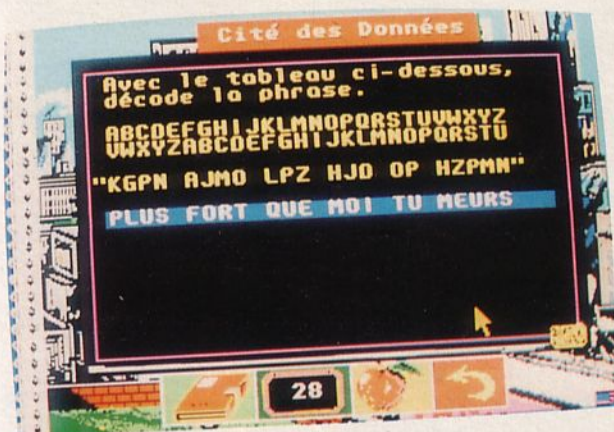 Cité des Données
Avec le tableau ci-dessous,
décode la phrase.
ABCDEFGHIJKLMNOPQRSTUVWXYZ
VWXYZABCDEFGHIJKLMNOPQRSTU
"KGPN AJMO LPZ HJD OP HZPMN"
PLUS FORT QUE MOI TU MEURS
28